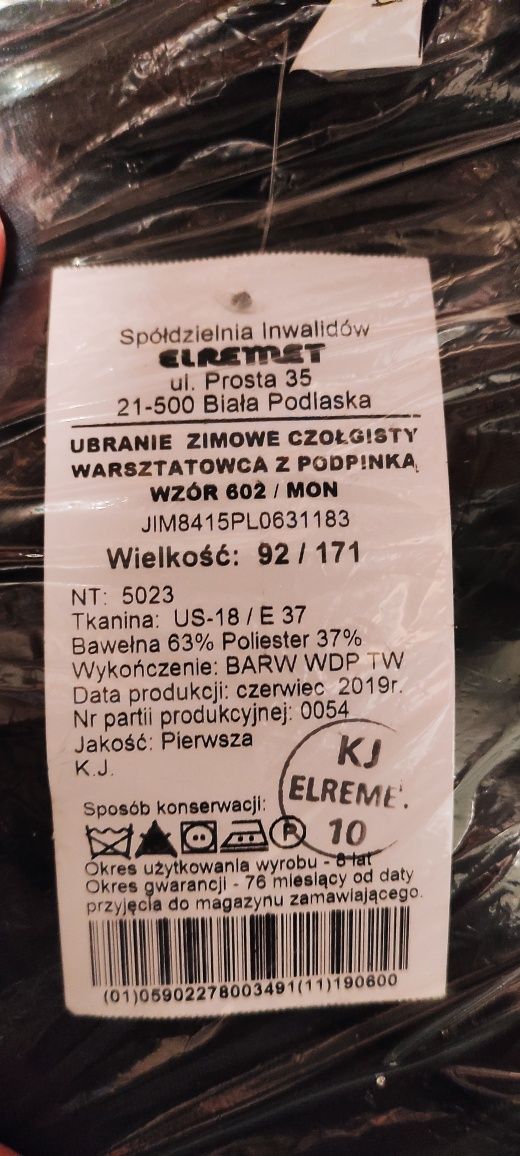 Spółdzielnia Inwalidów
ELREMET
ul. Prosta 35
21-500 Biała Podlaska
UBRANIE ZIMOWE CZOŁGISTY
WARSZTATOWCA Z PODPINKĄ
WZÓR 602 / MON
JIM8415PL0631183
Wielkość: 92 / 171
NT: 5023
Tkanina: US-18 / E 37
Bawełna 63% Poliester 37%
Wykończenie: BARW WDP TW
Data produkcji: czerwiec 2019r.
Nr partii produkcyjnej: 0054
Jakość: Pierwsza
K.J.
KJ
ELREME
10
Sposób konserwacji:
P
Okres użytkowania wyrobu - 8 lat
Okres gwarancji - 76 miesiący od daty
przyjęcia do magazynu zamawiającego.
(01)05902278003491(11)190600